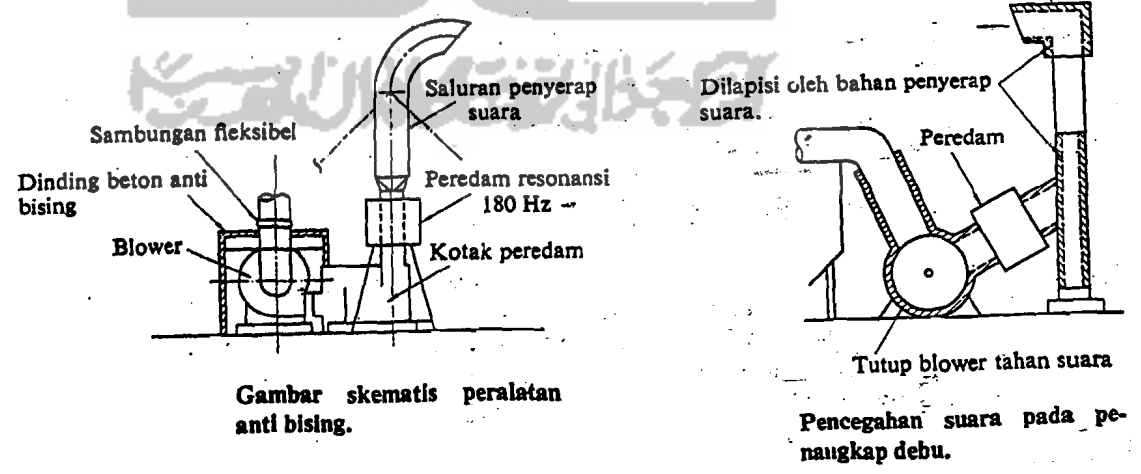 Saluran penyerap
suara
Sambungan fleksibel
Dinding beton anti
bising
Peredam resonansi
180 Hz
Blower
Kotak peredam
Gambar skematis peralatan
anti bising.
Dilapisi oleh bahan penyerap
suara.
Peredam
Tutup blower tahan suara
Pencegahan suara pada pe-
nangkap debu.